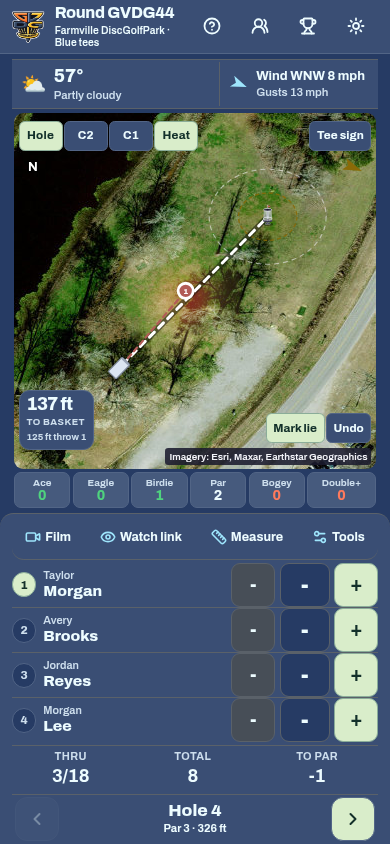 Round GVDG44
Farmville DiscGolfPark ·
Blue tees
57°
Partly cloudy
Wind WNW 8 mph
Gusts 13 mph
Hole
C2
C1
Heat
Tee sign
N
1
137 ft
TO BASKET
125 ft throw 1
Mark lie
Undo
Imagery: Esri, Maxar, Earthstar Geographics
Ace
0
Eagle
0
Birdie
1
Par
2
Bogey
0
Double+
0
Film
Watch link
Measure
Tools
1
Taylor
Morgan
-
-
+
2
Avery
Brooks
-
-
+
3
Jordan
Reyes
-
-
+
4
Morgan
Lee
-
-
+
THRU
3/18
TOTAL
8
TO PAR
-1
Hole 4
Par 3 · 326 ft